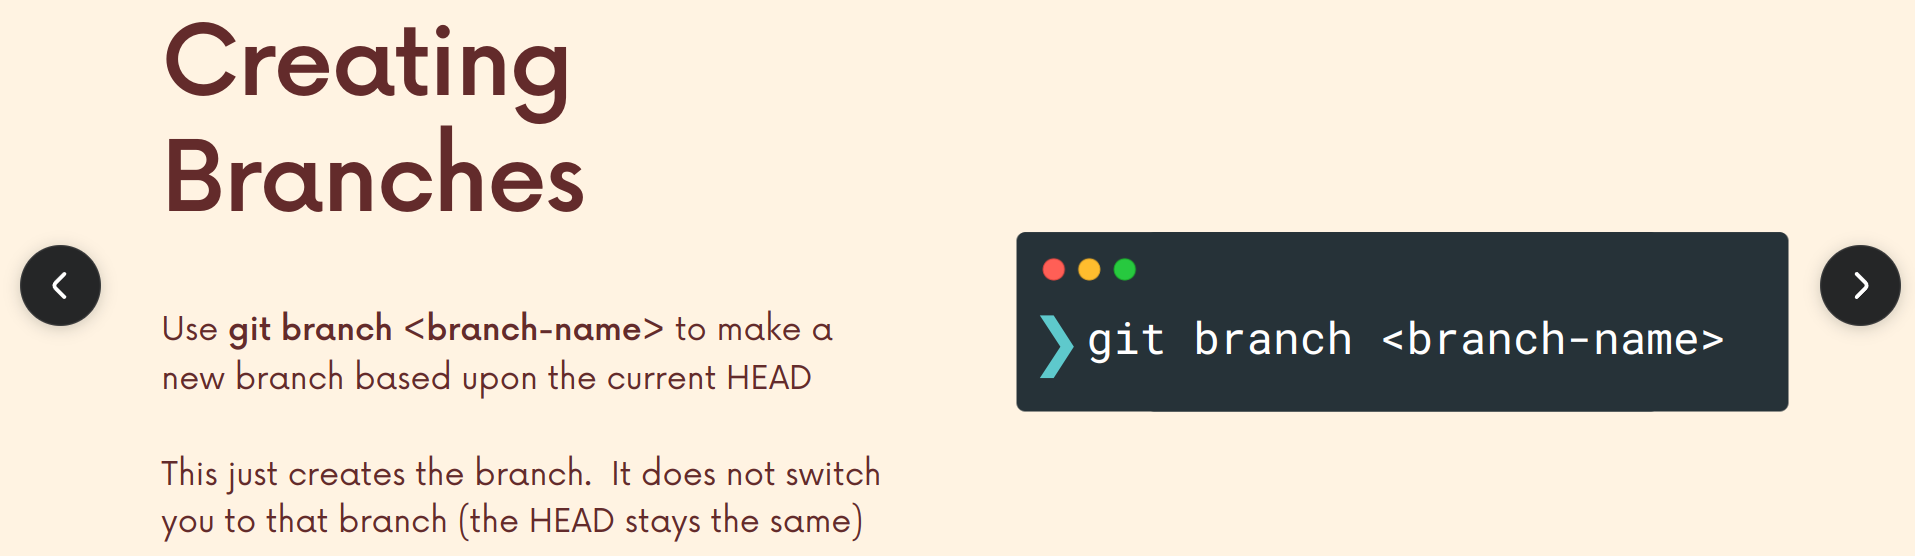 Creating
Branches
Use git branch <branch-name> to make a
new branch based upon the current HEAD
This just creates the branch.  It does not switch
you to that branch (the HEAD stays the same)
❯ git branch <branch-name>